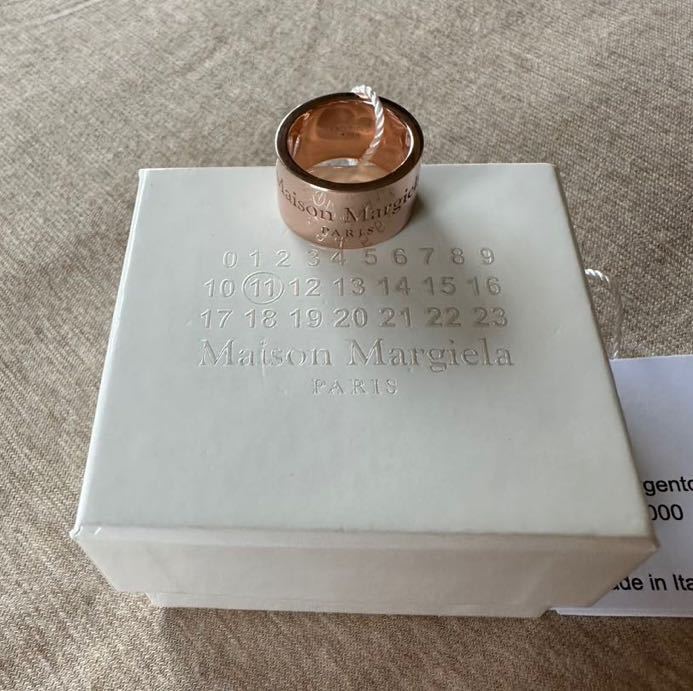 Maison Margiela
PARIS
0 1 2 3 4 5 6 7 8 9
10 11 12 13 14 15 16
17 18 19 20 21 22 23
Maison Margiela
PARIS
gento
000
de in Ita